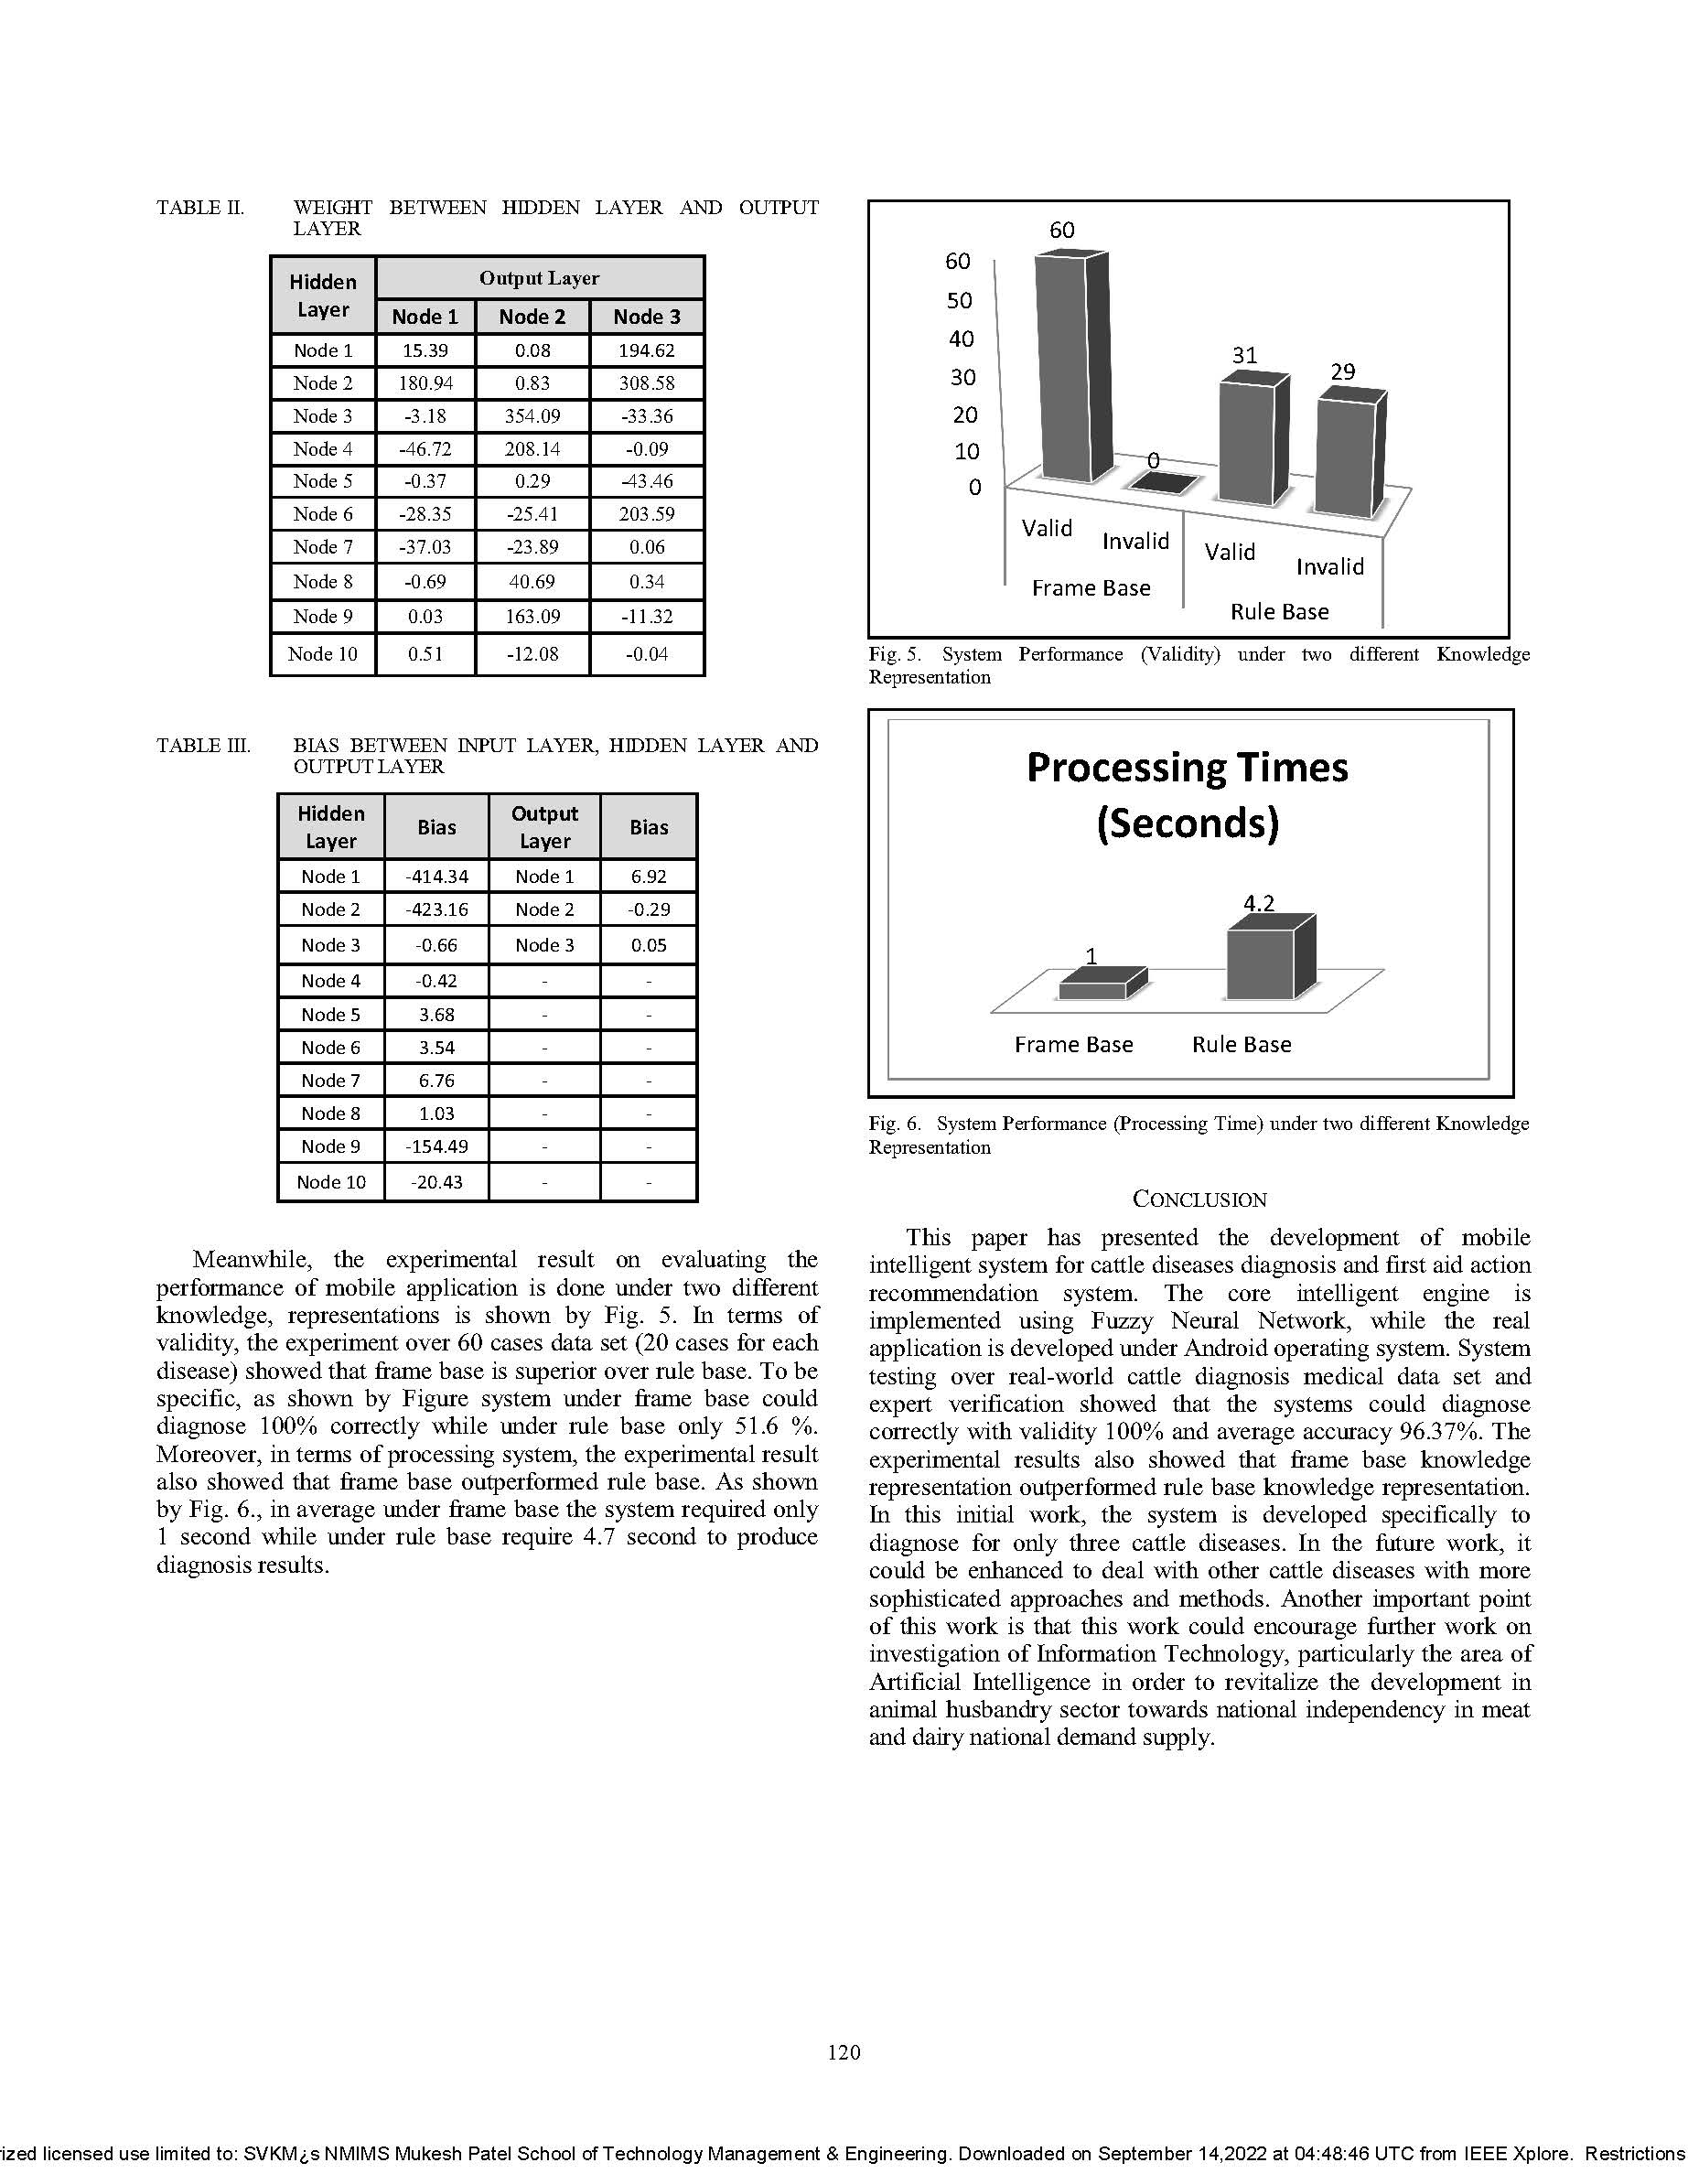 TABLE II. WEIGHT BETWEEN HIDDEN LAYER AND OUTPUT
LAYER
Hidden Layer Output Layer
Node 1 Node 2 Node 3
Node 1 15.39 0.08 194.62
Node 2 180.94 0.83 308.58
Node 3 -3.18 354.09 -33.36
Node 4 -46.72 208.14 -0.09
Node 5 -0.37 0.29 -43.46
Node 6 -28.35 -25.41 203.59
Node 7 -37.03 -23.89 0.06
Node 8 -0.69 40.69 0.34
Node 9 0.03 163.09 -11.32
Node 10 0.51 -12.08 -0.04
TABLE III. BIAS BETWEEN INPUT LAYER, HIDDEN LAYER AND
OUTPUT LAYER
Hidden Layer Bias Output Layer Bias
Node 1 -414.34 Node 1 6.92
Node 2 -423.16 Node 2 -0.29
Node 3 -0.66 Node 3 0.05
Node 4 -0.42 - -
Node 5 3.68 - -
Node 6 3.54 - -
Node 7 6.76 - -
Node 8 1.03 - -
Node 9 -154.49 - -
Node 10 -20.43 - -
Meanwhile, the experimental result on evaluating the
performance of mobile application is done under two different
knowledge, representations is shown by Fig. 5. In terms of
validity, the experiment over 60 cases data set (20 cases for each
disease) showed that frame base is superior over rule base. To be
specific, as shown by Figure system under frame base could
diagnose 100% correctly while under rule base only 51.6 %.
Moreover, in terms of processing system, the experimental result
also showed that frame base outperformed rule base. As shown
by Fig. 6., in average under frame base the system required only
1 second while under rule base require 4.7 second to produce
diagnosis results.
60
60
50
40
30
20
10
0
0
31
29
Valid Invalid Valid Invalid
Frame Base Rule Base
Fig. 5. System Performance (Validity) under two different Knowledge
Representation
Processing Times
(Seconds)
1
4.2
Frame Base Rule Base
Fig. 6. System Performance (Processing Time) under two different Knowledge
Representation
CONCLUSION
This paper has presented the development of mobile
intelligent system for cattle diseases diagnosis and first aid action
recommendation system. The core intelligent engine is
implemented using Fuzzy Neural Network, while the real
application is developed under Android operating system. System
testing over real-world cattle diagnosis medical data set and
expert verification showed that the systems could diagnose
correctly with validity 100% and average accuracy 96.37%. The
experimental results also showed that frame base knowledge
representation outperformed rule base knowledge representation.
In this initial work, the system is developed specifically to
diagnose for only three cattle diseases. In the future work, it
could be enhanced to deal with other cattle diseases with more
sophisticated approaches and methods. Another important point
of this work is that this work could encourage further work on
investigation of Information Technology, particularly the area of
Artificial Intelligence in order to revitalize the development in
animal husbandry sector towards national independency in meat
and dairy national demand supply.
120
ized licensed use limited to: SVKM¿s NMIMS Mukesh Patel School of Technology Management & Engineering. Downloaded on September 14,2022 at 04:48:46 UTC from IEEE Xplore. Restrictions